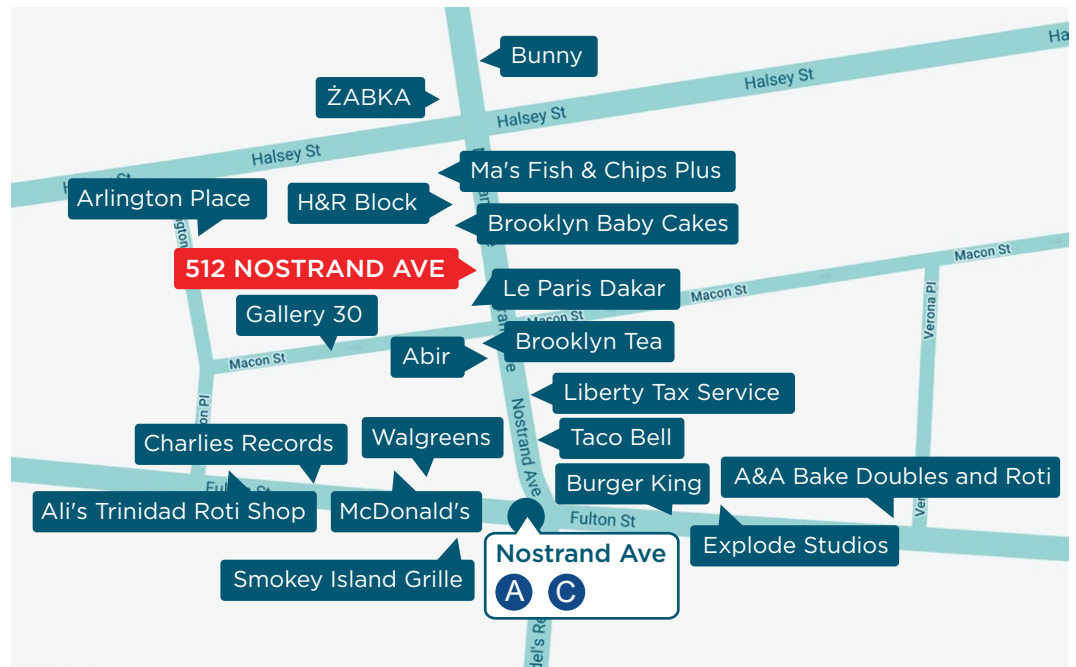 Bunny
Ha
ŻABKA
Halsey St
Halsey St
Halsey St
Ma's Fish & Chips Plus
Arlington Place
H&R Block
Brooklyn Baby Cakes
512 NOSTRAND AVE
Macon St
Le Paris Dakar
Macon St
Gallery 30
Macon St
Brooklyn Tea
Verona Pl
Abir
Macon St
Liberty Tax Service
Nostrand Ave
Charlies Records
Walgreens
Taco Bell
A&A Bake Doubles and Roti
Burger King
Ali's Trinidad Roti Shop
McDonald's
Fulton St
Explode Studios
Nostrand Ave
A C
Smokey Island Grille